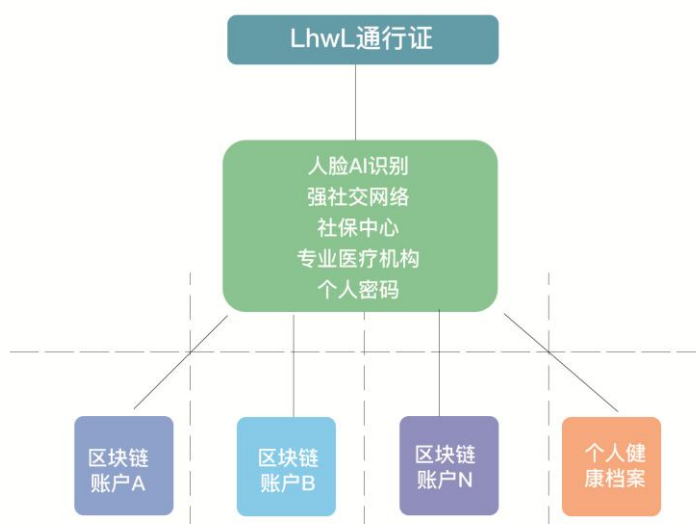 LhwL通行证
人脸AI识别
强社交网络
社保中心
专业医疗机构
个人密码
区块链
账户A
区块链
账户B
区块链
账户N
个人健
康档案